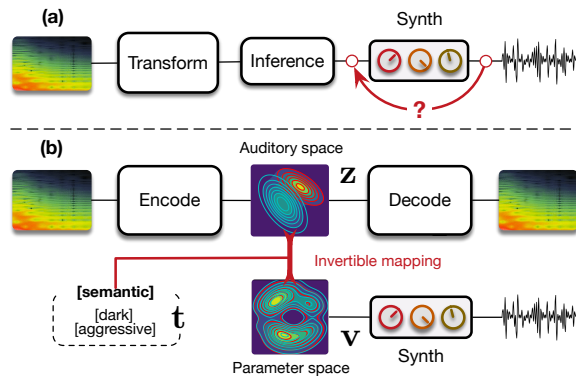 (a)
Synth
Transform
Inference
?
(b)
Auditory space
Encode
z
Decode
Invertible mapping
[semantic]
[dark]
[aggressive]
t
v
Synth
Parameter space